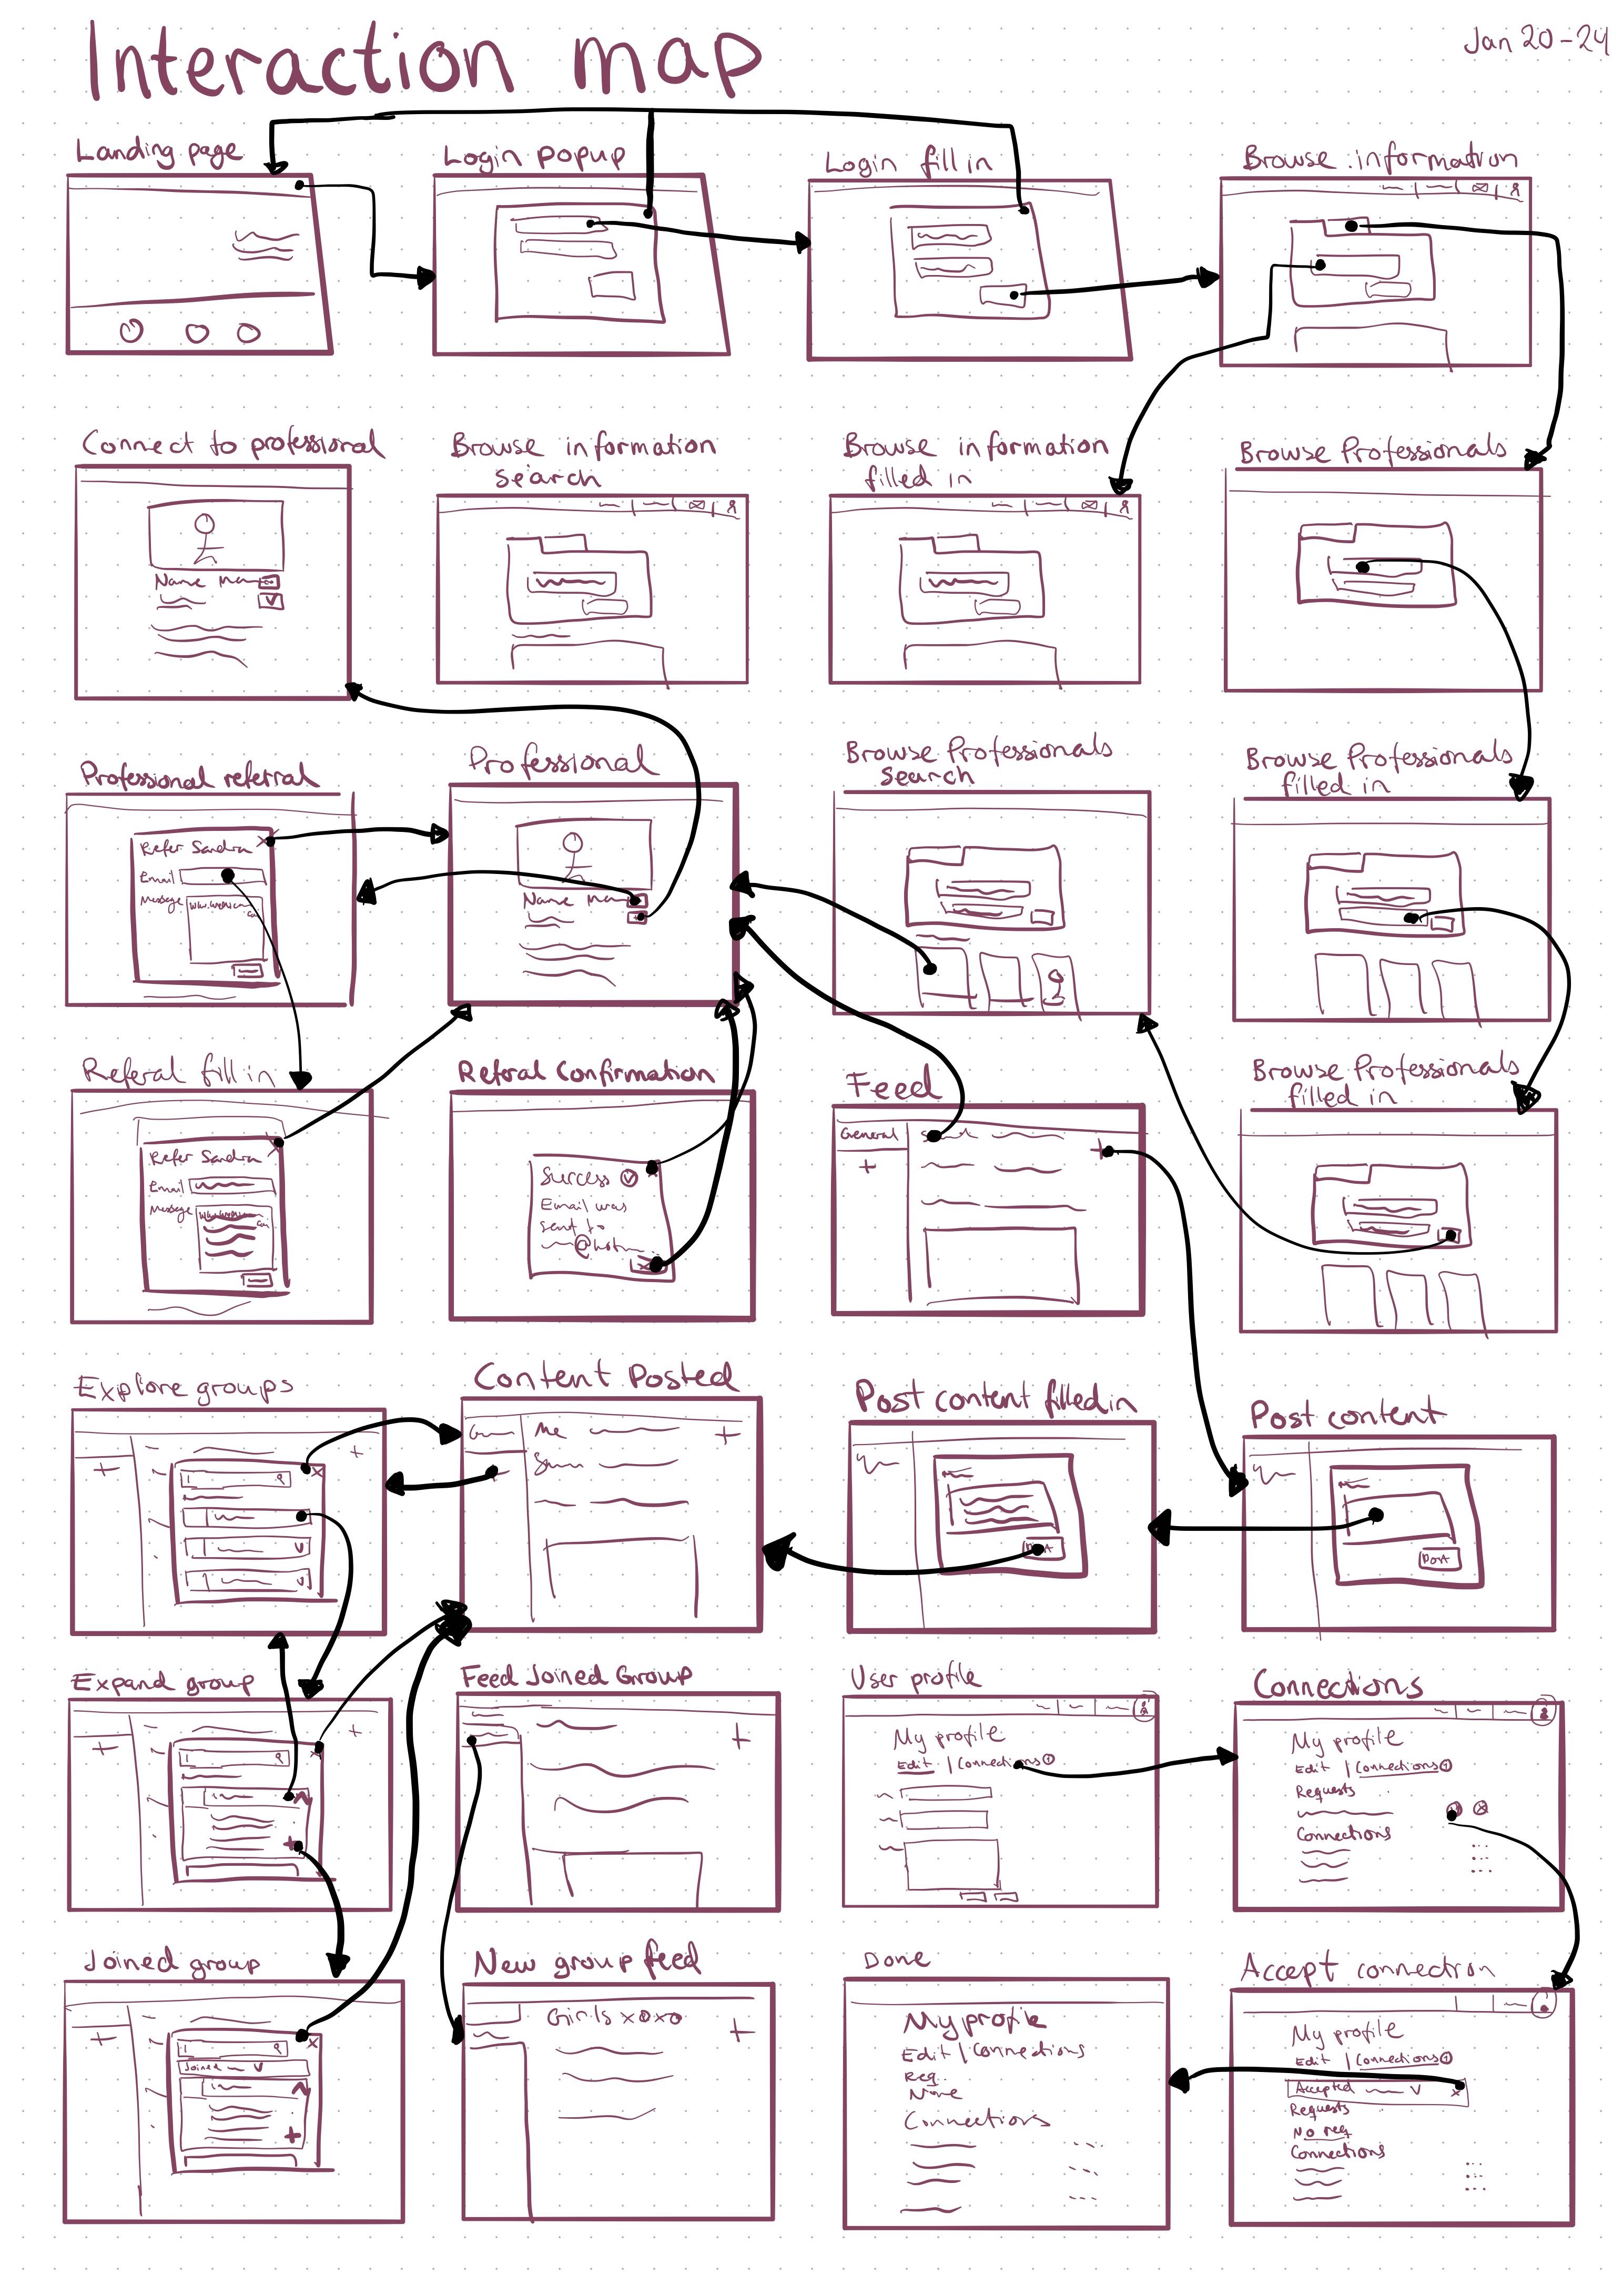 Interaction map
Jan 20-24
Landing page
Login popup
Login fill in
Browse information
Connect to professional
Name
Browse information
search
Browse information
filled in
Browse Professionals
Professional referral
Refer Sandra
Email
Message
Professional
Name
Browse Professionals
search
Browse Professionals
filled in
Referal fill in
Refer Sandra
Email
Message
Referal Confirmation
Success
Email was
sent to
@hot
Feed
General
+
+
Browse Professionals
filled in
Explore groups
+
+
Content Posted
Me
+
Post content filled in
Post
Post content
Post
Expand group
+
+
+
Feed Joined Group
+
User profile
My profile
Edit | Connections 1
Connections
My profile
Edit | Connections 1
Requests
Connections
Joined group
+
+
Joined
+
New group feed
Girls xoxo
+
Done
My profile
Edit | Connections
Req.
None
Connections
Accept connection
My profile
Edit | Connections 1
Accepted
Requests
No req
Connections